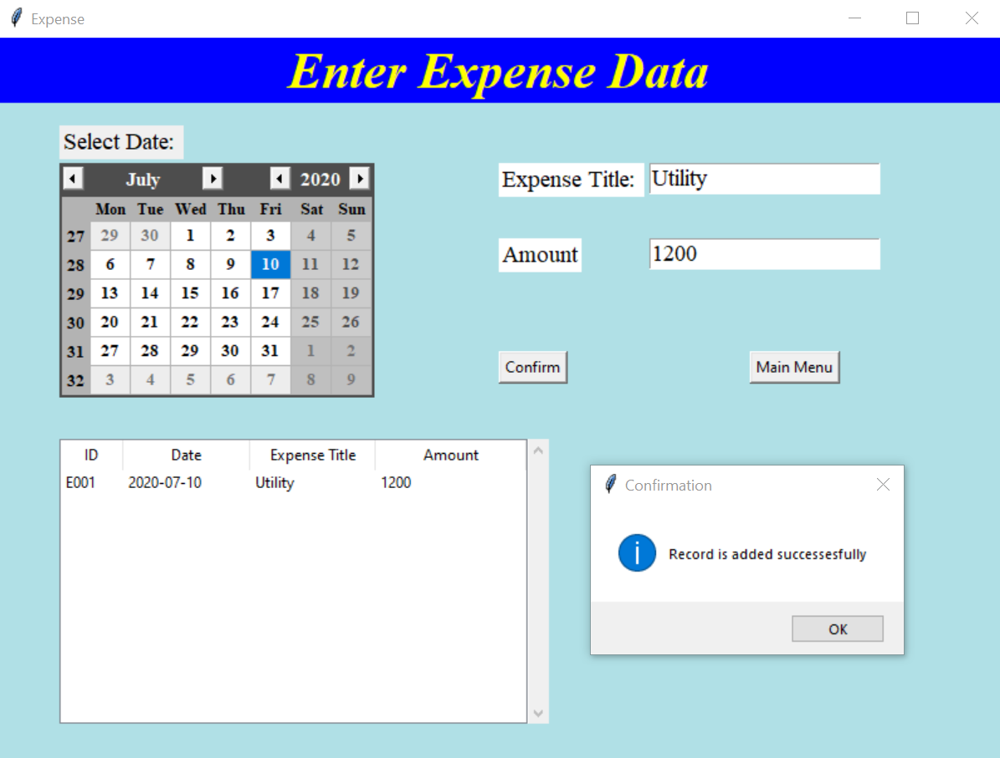 Expense
Enter Expense Data
Select Date:
July 2020
Mon Tue Wed Thu Fri Sat Sun
27 29 30 1 2 3 4 5
28 6 7 8 9 10 11 12
29 13 14 15 16 17 18 19
30 20 21 22 23 24 25 26
31 27 28 29 30 31 1 2
32 3 4 5 6 7 8 9
Expense Title: Utility
Amount 1200
Confirm Main Menu
ID Date Expense Title Amount
E001 2020-07-10 Utility 1200
Confirmation
Record is added successesfully
OK